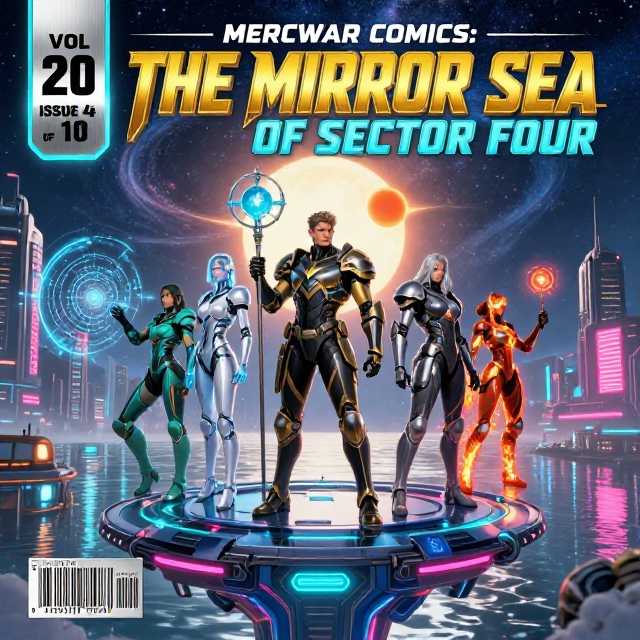 MERCWAR COMICS:
THE MIRROR SEA
OF SECTOR FOUR
VOL
20
ISSUE 4
OF 10